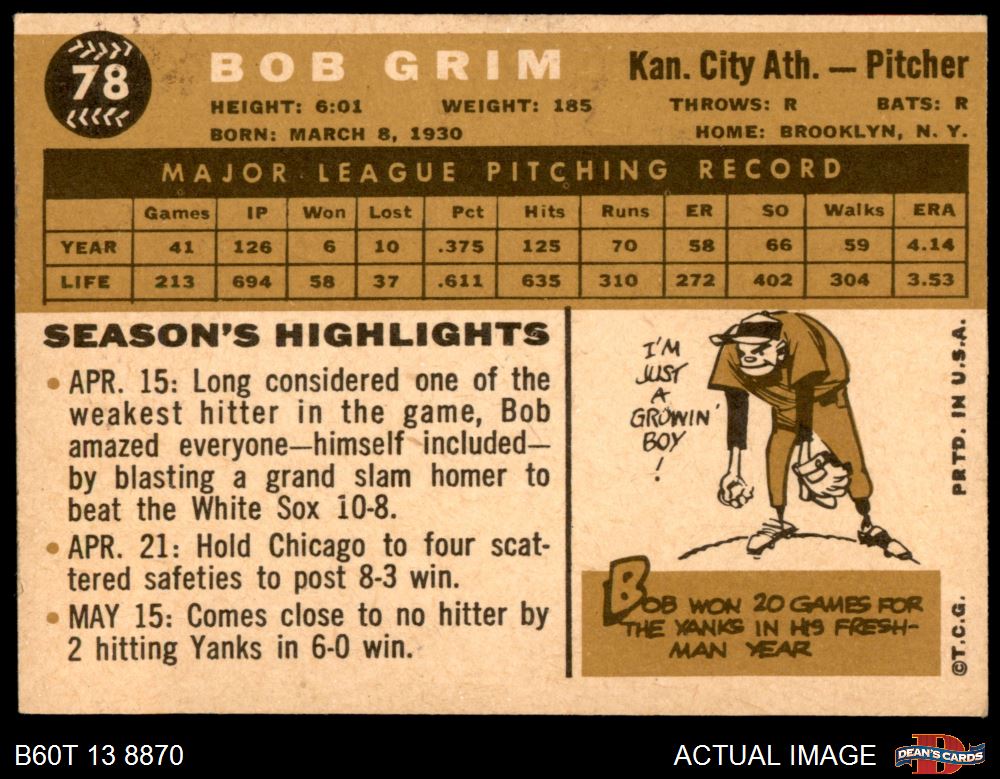 78
BOB GRIM
Kan. City Ath. — Pitcher
HEIGHT: 6:01 WEIGHT: 185 THROWS: R BATS: R
BORN: MARCH 8, 1930 HOME: BROOKLYN, N. Y.
MAJOR LEAGUE PITCHING RECORD
Games IP Won Lost Pct Hits Runs ER SO Walks ERA
YEAR 41 126 6 10 .375 125 70 58 66 59 4.14
LIFE 213 694 58 37 .611 635 310 272 402 304 3.53
SEASON'S HIGHLIGHTS
• APR. 15: Long considered one of the
weakest hitter in the game, Bob
amazed everyone—himself included—
by blasting a grand slam homer to
beat the White Sox 10-8.
• APR. 21: Hold Chicago to four scat-
tered safeties to post 8-3 win.
• MAY 15: Comes close to no hitter by
2 hitting Yanks in 6-0 win.
I'M
JUST
A
GROWIN'
BOY
!
BOB WON 20 GAMES FOR
THE YANKS IN HIS FRESH-
MAN YEAR
PRTD. IN U.S.A.
©T.C.G.
B60T 13 8870
ACTUAL IMAGE
DEAN'S CARDS